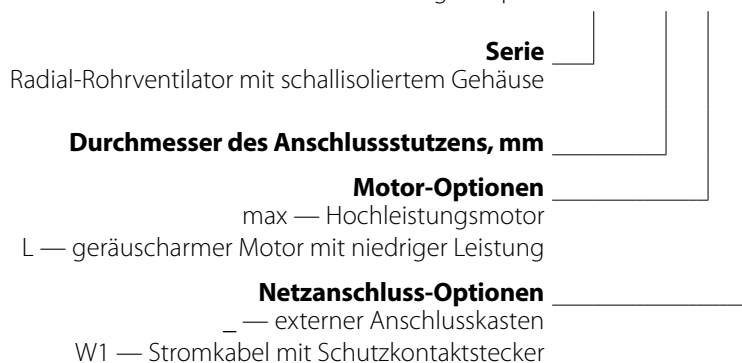 Serie
Radial-Rohrventilator mit schallisoliertem Gehäuse
Durchmesser des Anschlussstutzens, mm
Motor-Optionen
max — Hochleistungsmotor
L — geräuscharmer Motor mit niedriger Leistung
Netzanschluss-Optionen
_ — externer Anschlusskasten
W1 — Stromkabel mit Schutzkontaktstecker